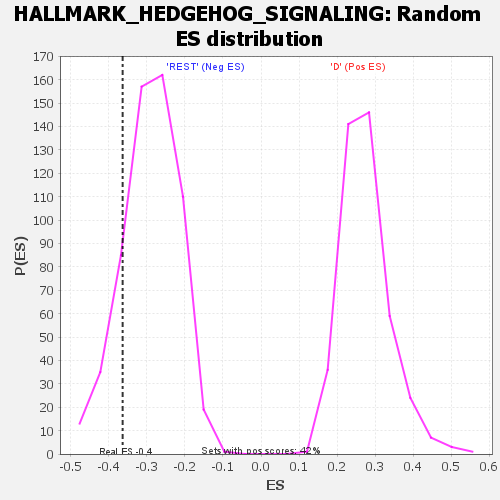 HALLMARK_HEDGEHOG_SIGNALING: Random
ES distribution
'REST' (Neg ES)
'D' (Pos ES)
P(ES)
170
160
150
140
130
120
110
100
90
80
70
60
50
40
30
20
10
0
Real ES -0.4
Sets with pos scores: 42%
-0.5 -0.4 -0.3 -0.2 -0.1 0.0 0.1 0.2 0.3 0.4 0.5 0.6
ES